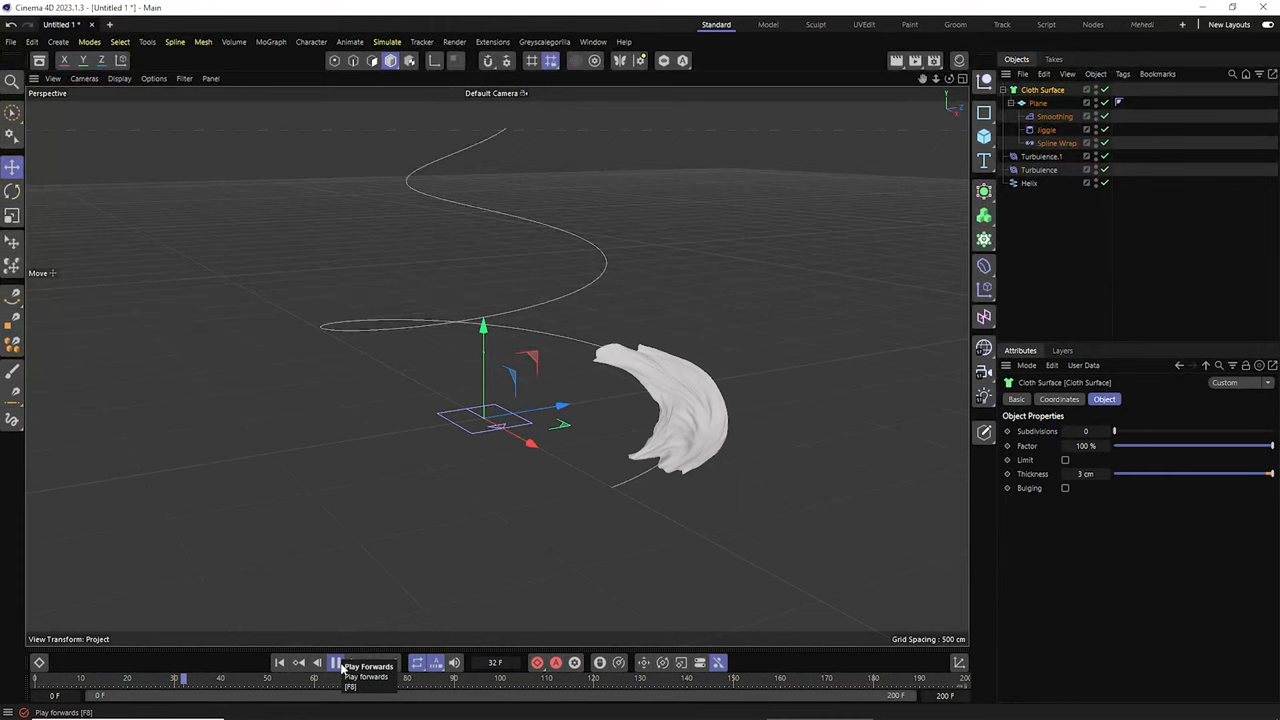 Cinema 4D 2023.1.3 - [Untitled 1 *] - Main
Untitled 1 *
Standard Model Sculpt UVEdit Paint Groom Track Script Nodes Mehedi New Layouts
File Edit Create Modes Select Tools Spline Mesh Volume MoGraph Character Animate Simulate Tracker Render Extensions Greyscalegorilla Window Help
X Y Z
View Cameras Display Options Filter Panel
Perspective
Default Camera
Y
Z
X
Move
View Transform: Project
Grid Spacing : 500 cm
Objects Takes
File Edit View Object Tags Bookmarks
Cloth Surface
Plane
Smoothing
Jiggle
Spline Wrap
Turbulence.1
Turbulence
Helix
Attributes Layers
Mode Edit User Data
Cloth Surface [Cloth Surface]
Custom
Basic Coordinates Object
Object Properties
Subdivisions 0
Factor 100 %
Limit
Thickness 3 cm
Bulging
32 F
Play Forwards
Play forwards
[F8]
0 10 20 30 40 50 60 80 90 100 110 120 130 140 150 160 170 180 190 200
0 F
0 F
200 F
200 F
Play forwards [F8]